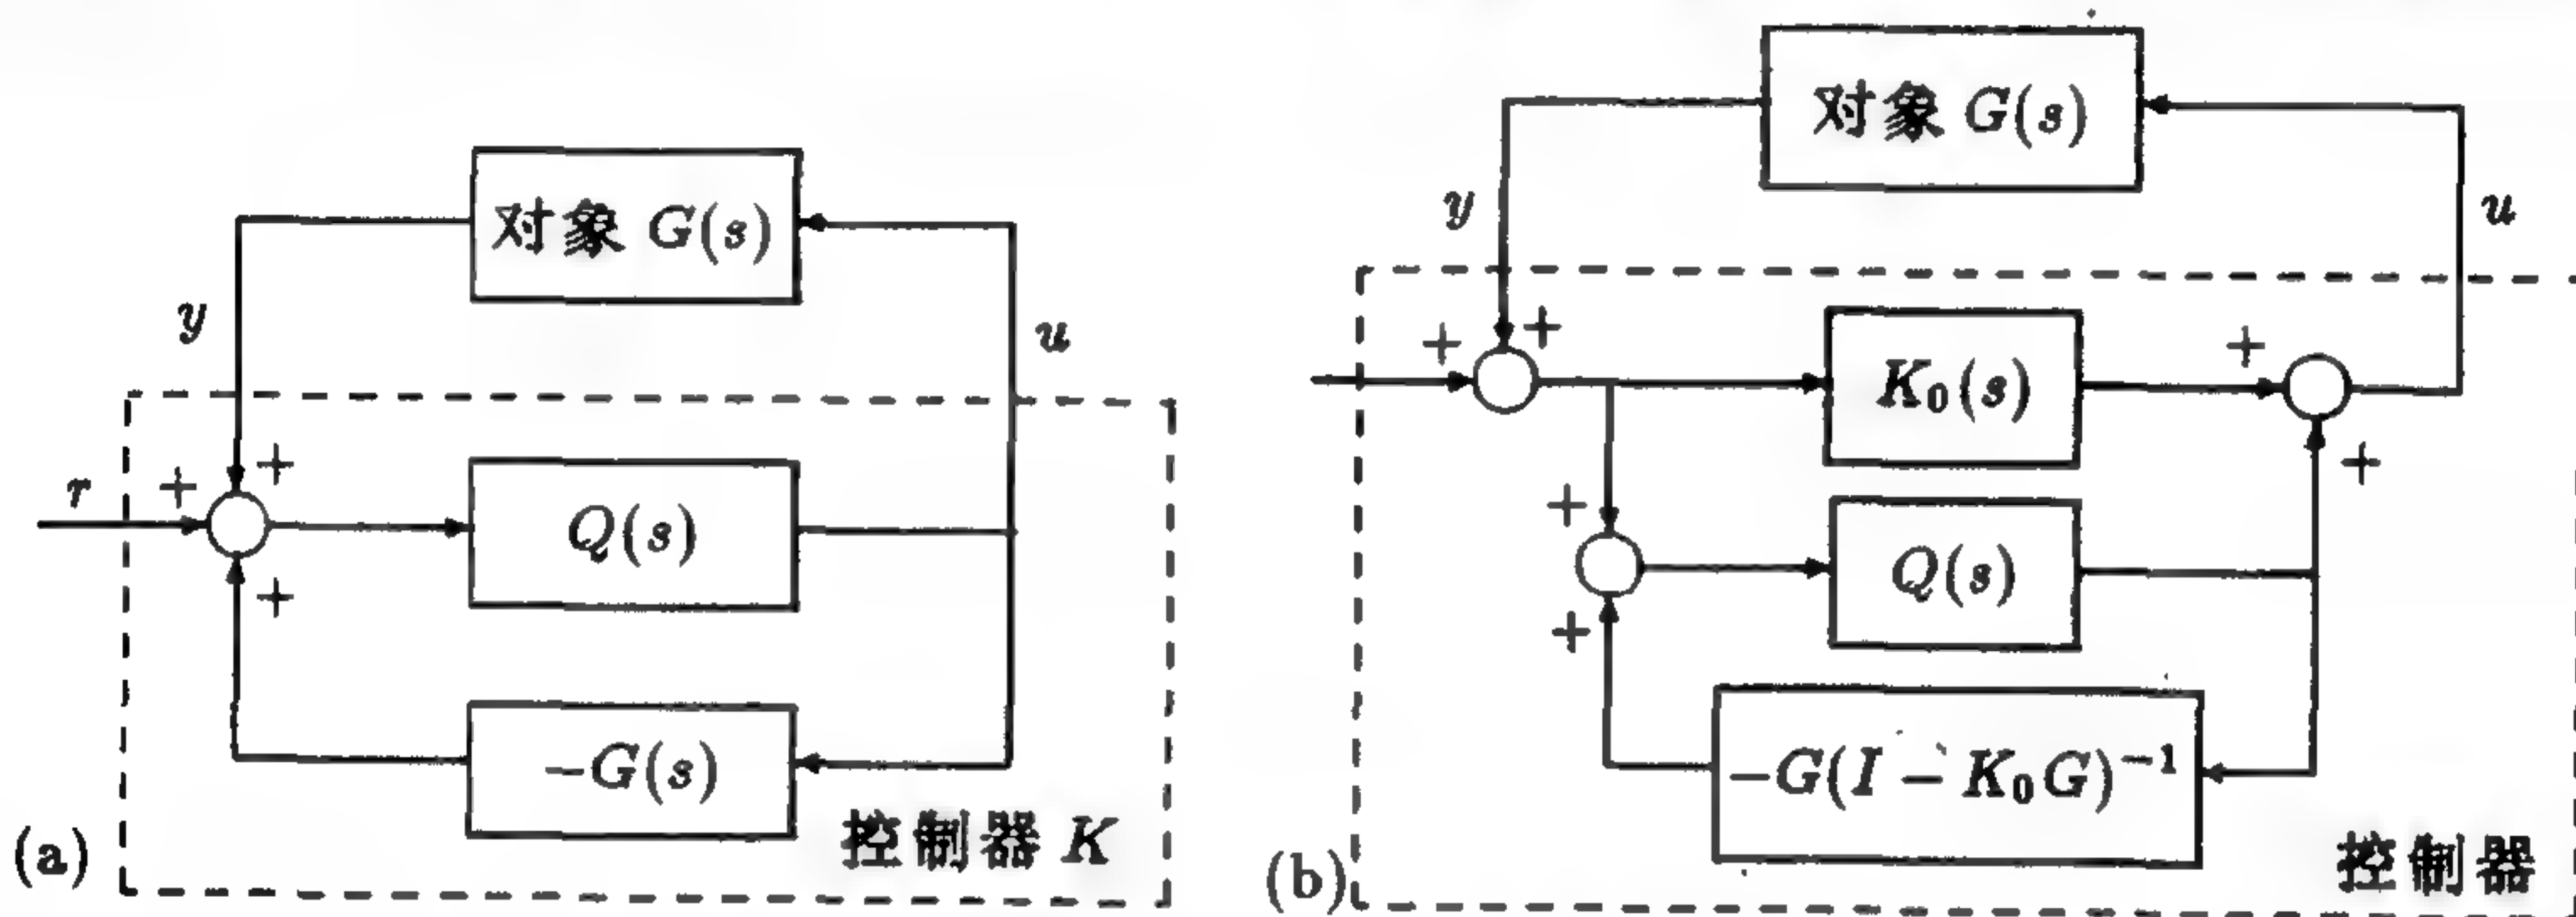 对象 G(s)
y
u
r
+
+
Q(s)
+
-G(s)
控制器 K
(a)
对象 G(s)
y
u
+
+
K₀(s)
+
+
+
Q(s)
+
-G(I - K₀G)⁻¹
控制器
(b)